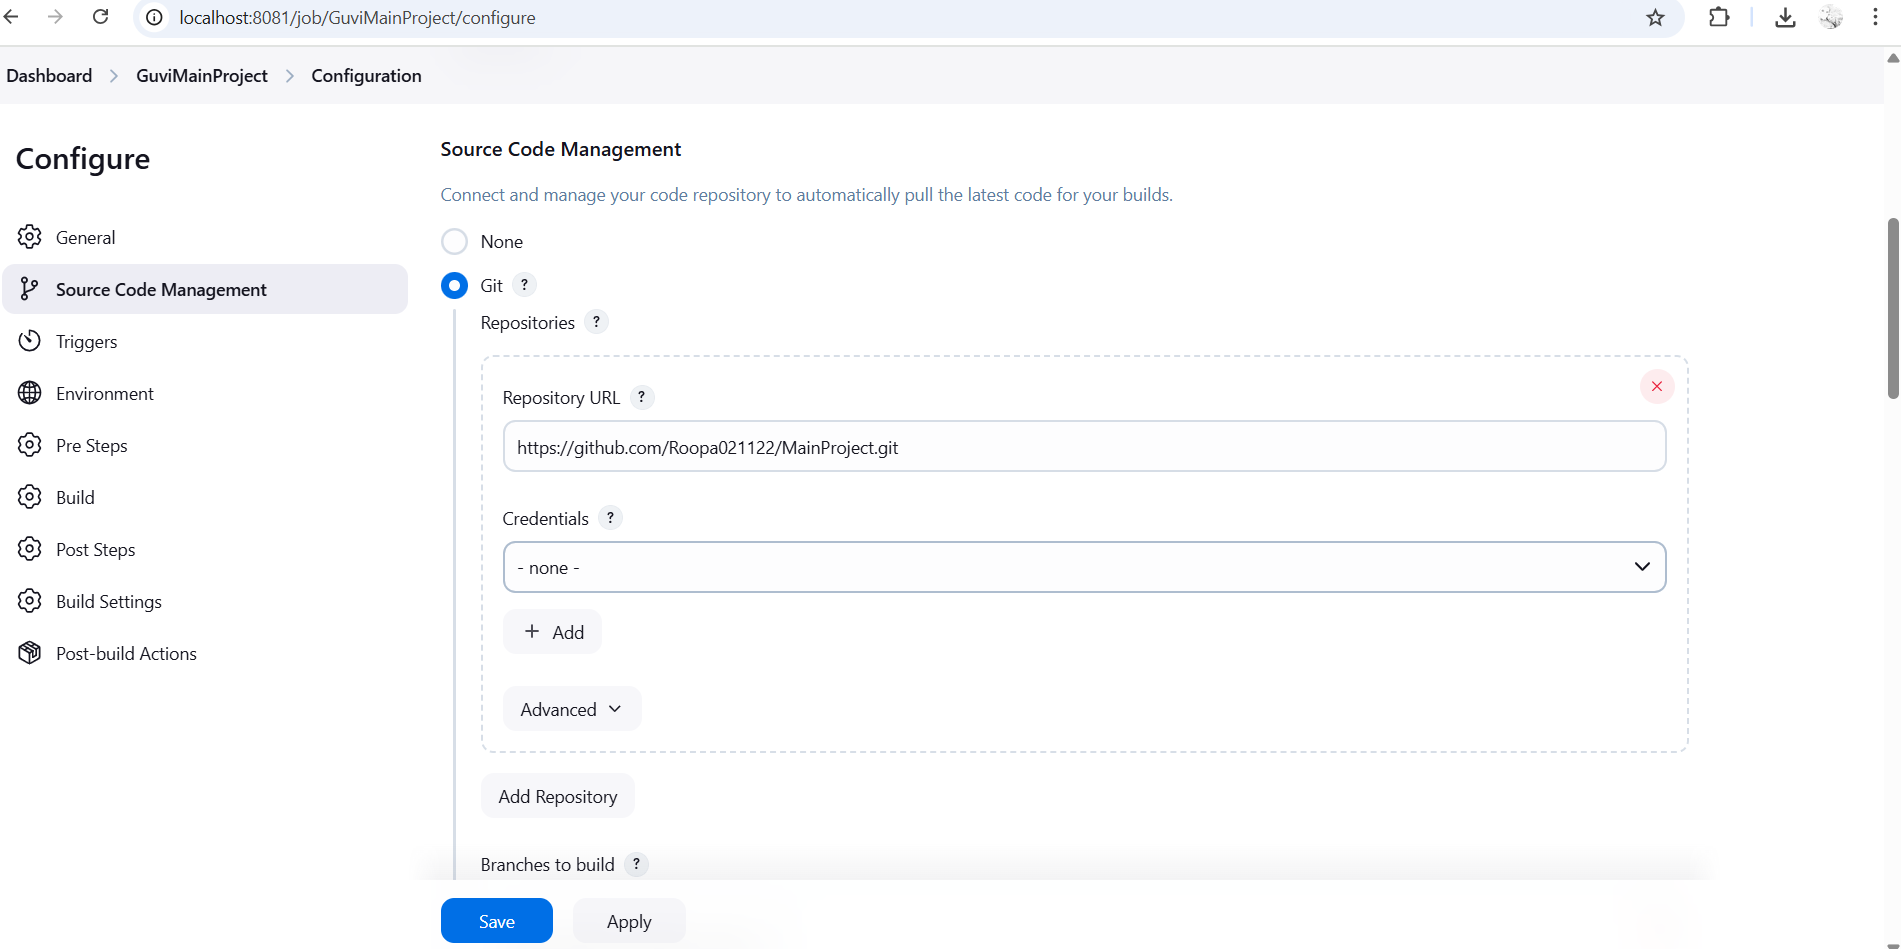 localhost:8081/job/GuviMainProject/configure
Dashboard > GuviMainProject > Configuration
Configure
General
Source Code Management
Triggers
Environment
Pre Steps
Build
Post Steps
Build Settings
Post-build Actions
Source Code Management
Connect and manage your code repository to automatically pull the latest code for your builds.
None
Git ?
Repositories ?
Repository URL ?
https://github.com/Roopa021122/MainProject.git
Credentials ?
- none -
+ Add
Advanced
Add Repository
Branches to build ?
Save Apply